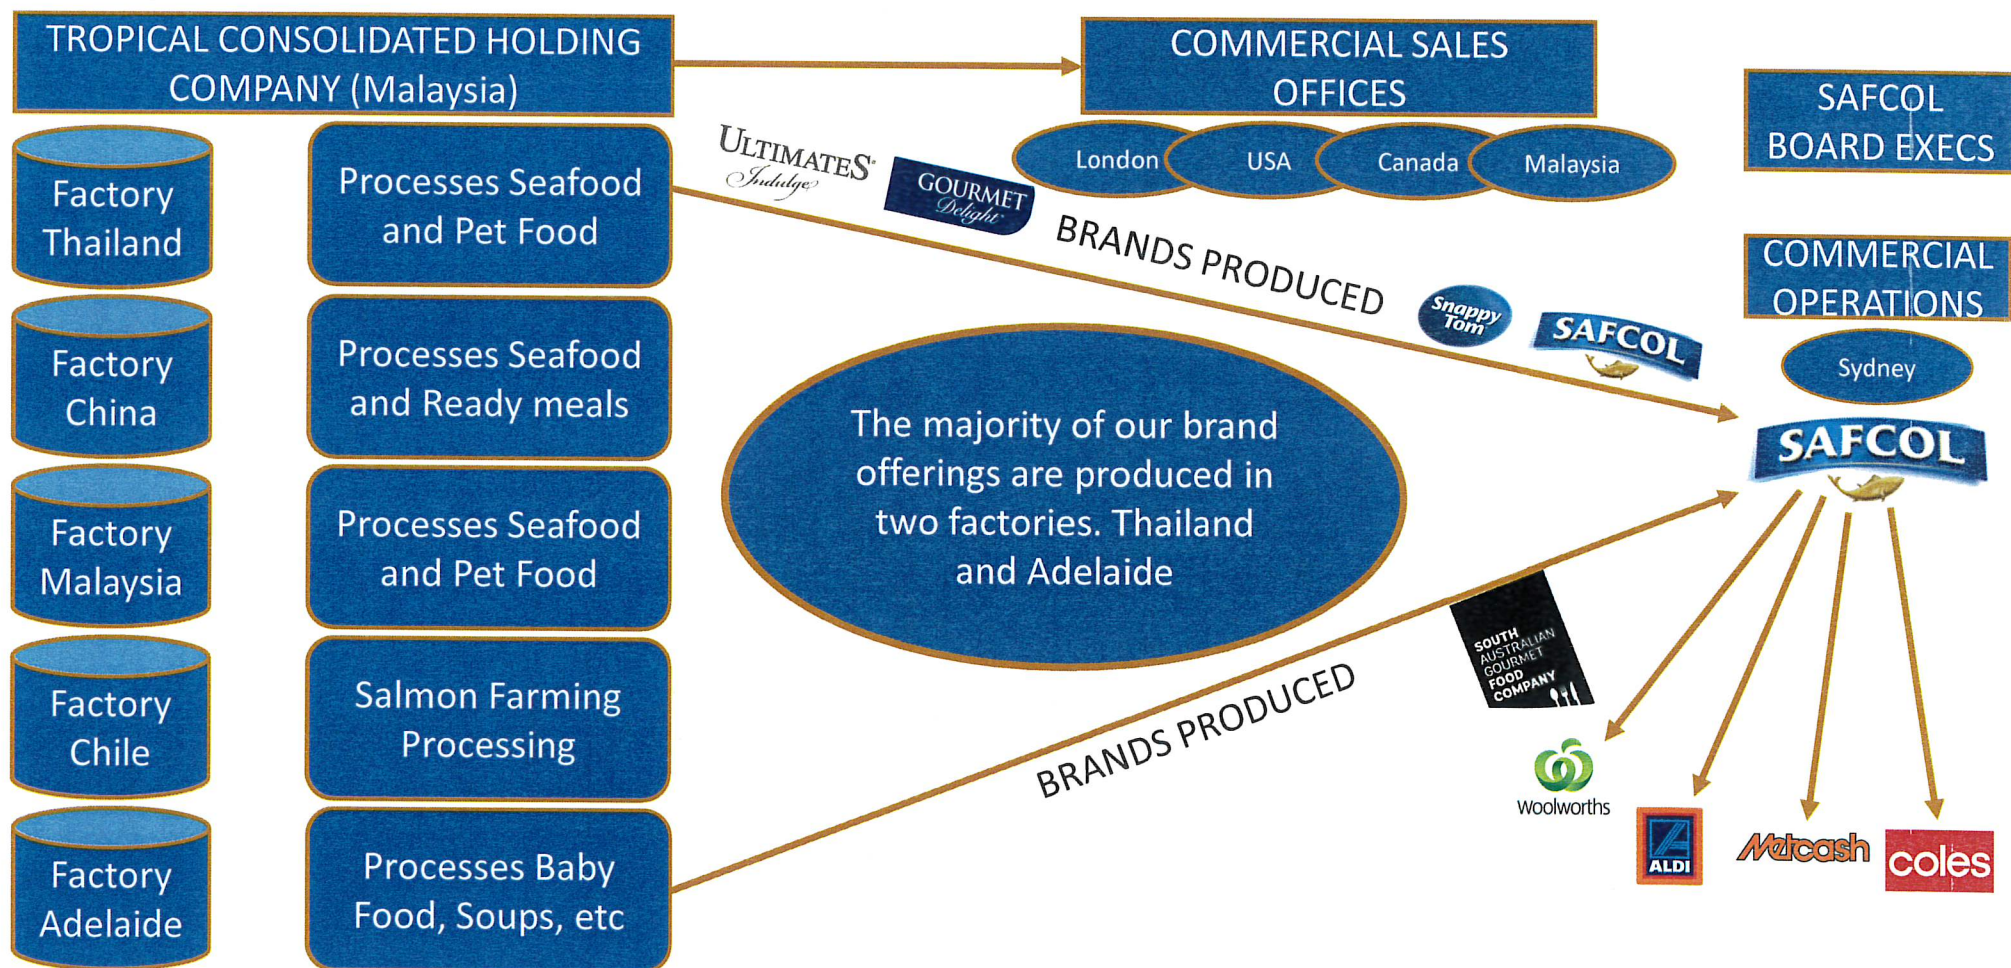 TROPICAL CONSOLIDATED HOLDING
COMPANY (Malaysia)
COMMERCIAL SALES
OFFICES
London
USA
Canada
Malaysia
SAFCOL
BOARD EXECS
COMMERCIAL
OPERATIONS
Sydney
SAFCOL
Factory
Thailand
Processes Seafood
and Pet Food
ULTIMATES
Indulge
GOURMET
Delight
BRANDS PRODUCED
Snappy
Tom
SAFCOL
Factory
China
Processes Seafood
and Ready meals
The majority of our brand
offerings are produced in
two factories. Thailand
and Adelaide
Factory
Malaysia
Processes Seafood
and Pet Food
Factory
Chile
Salmon Farming
Processing
Factory
Adelaide
Processes Baby
Food, Soups, etc
BRANDS PRODUCED
SOUTH
AUSTRALIAN
GOURMET
FOOD
COMPANY
Woolworths
ALDI
Metcash
coles